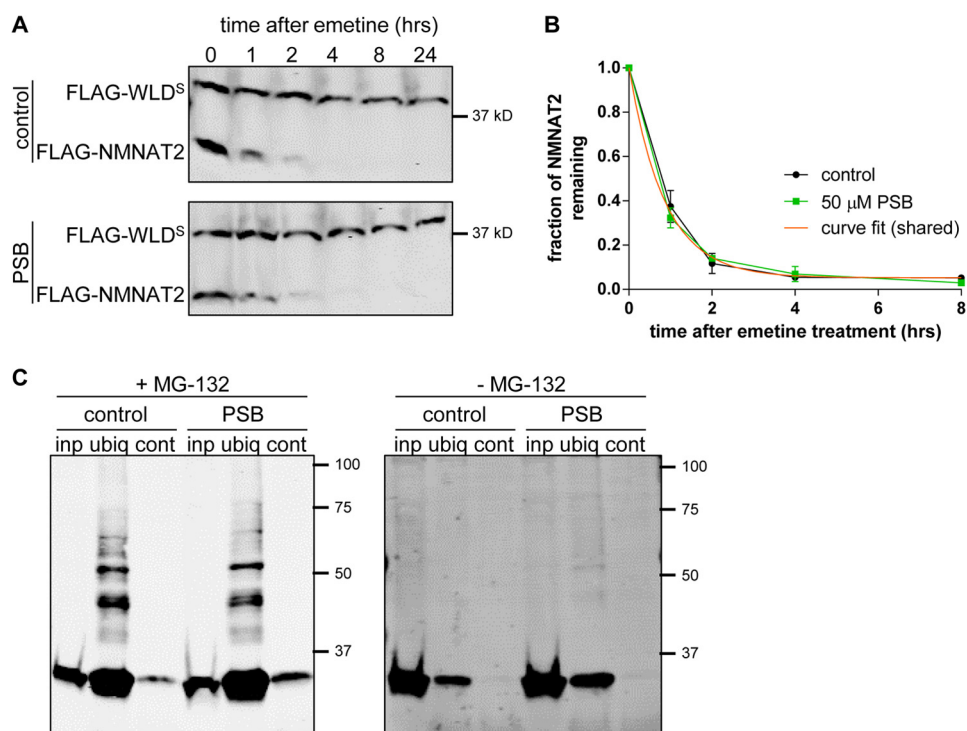 A
time after emetine (hrs)
0 1 2 4 8 24
control
FLAG-WLDˢ
37 kD
FLAG-NMNAT2
PSB
FLAG-WLDˢ
37 kD
FLAG-NMNAT2
B
fraction of NMNAT2
remaining
1.0
0.8
0.6
0.4
0.2
0.0
control
50 μM PSB
curve fit (shared)
0 2 4 6 8
time after emetine treatment (hrs)
C
+ MG-132
control PSB
inp ubiq cont inp ubiq cont
100
75
50
37
- MG-132
control PSB
inp ubiq cont inp ubiq cont
100
75
50
37